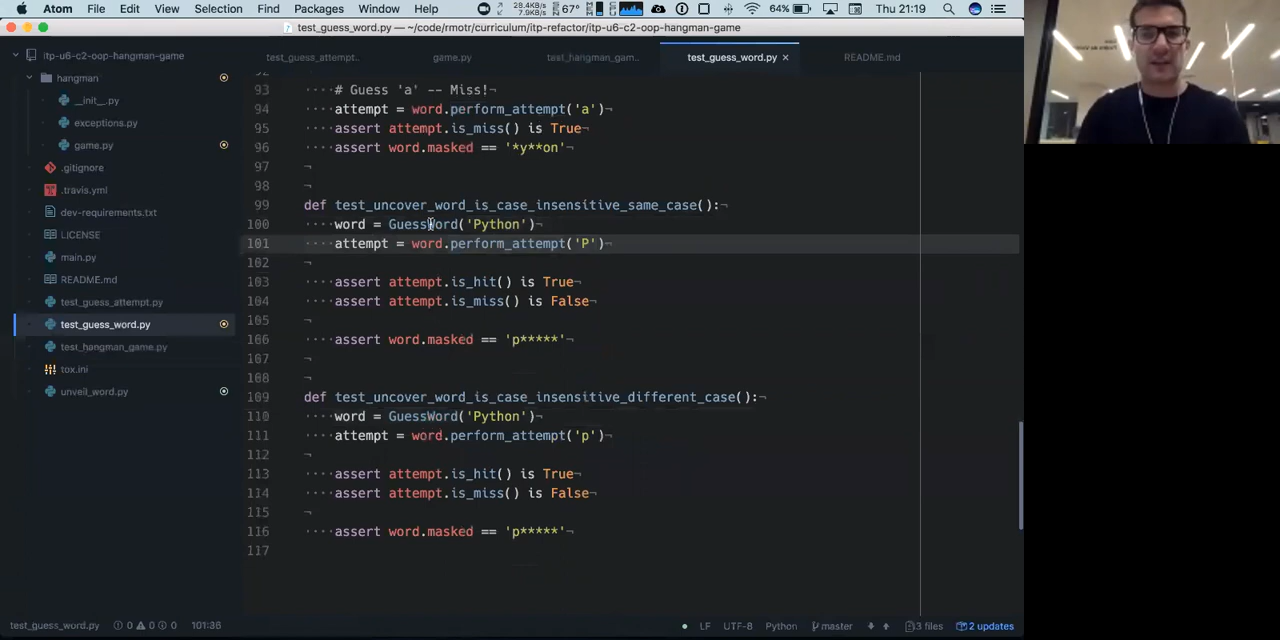 Atom File Edit View Selection Find Packages Window Help 28.4KB/s 7.9KB/s 67° 64% Thu 21:19
test_guess_word.py — ~/code/rmotr/curriculum/itp-refactor/itp-u6-c2-oop-hangman-game
itp-u6-c2-oop-hangman-game
hangman
__init__.py
exceptions.py
game.py
.gitignore
.travis.yml
dev-requirements.txt
LICENSE
main.py
README.md
test_guess_attempt.py
test_guess_word.py
test_hangman_game.py
tox.ini
unveil_word.py
test_guess_attempt.. game.py test_hangman_gam... test_guess_word.py README.md
93 ····# Guess 'a' -- Miss!¬
94 ····attempt = word.perform_attempt('a')¬
95 ····assert attempt.is_miss() is True¬
96 ····assert word.masked == '*y**on'¬
97 ¬
98 ¬
99 def test_uncover_word_is_case_insensitive_same_case():¬
100 ····word = GuessWord('Python')¬
101 ····attempt = word.perform_attempt('P')¬
102 ¬
103 ····assert attempt.is_hit() is True¬
104 ····assert attempt.is_miss() is False¬
105 ¬
106 ····assert word.masked == 'p*****'¬
107 ¬
108 ¬
109 def test_uncover_word_is_case_insensitive_different_case():¬
110 ····word = GuessWord('Python')¬
111 ····attempt = word.perform_attempt('p')¬
112 ¬
113 ····assert attempt.is_hit() is True¬
114 ····assert attempt.is_miss() is False¬
115 ¬
116 ····assert word.masked == 'p*****'¬
117
test_guess_word.py 0 0 0 101:36 LF UTF-8 Python master 3 files 2 updates